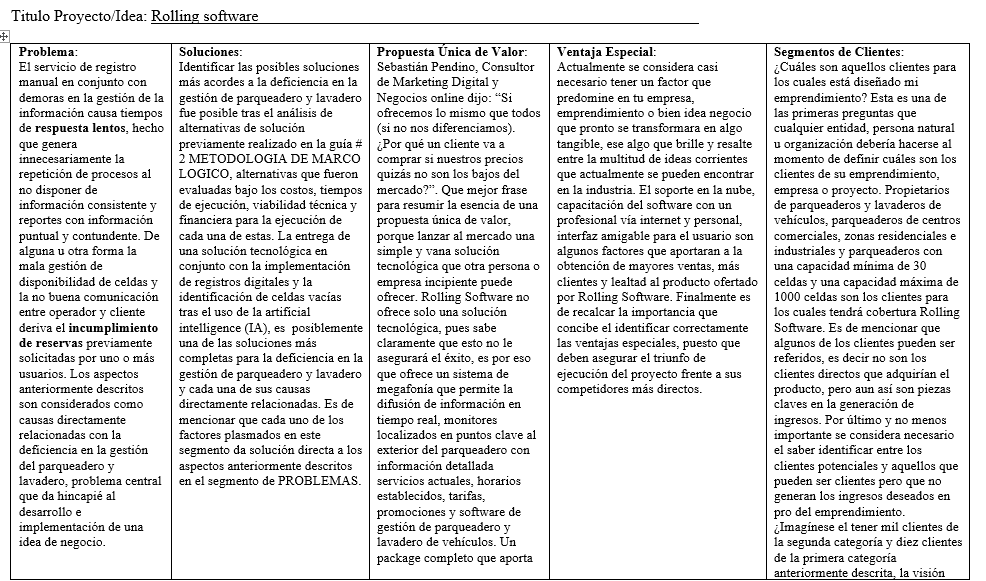 Titulo Proyecto/Idea: Rolling software
Problema:
El servicio de registro
manual en conjunto con
demoras en la gestión de la
información causa tiempos
de respuesta lentos, hecho
que genera
innecesariamente la
repetición de procesos al
no disponer de
información consistente y
reportes con información
puntual y contundente. De
alguna u otra forma la
mala gestión de
disponibilidad de celdas y
la no buena comunicación
entre operador y cliente
deriva el incumplimiento
de reservas previamente
solicitadas por uno o más
usuarios. Los aspectos
anteriormente descritos
son considerados como
causas directamente
relacionadas con la
deficiencia en la gestión
del parqueadero y
lavadero, problema central
que da hincapié al
desarrollo e
implementación de una
idea de negocio.
Soluciones:
Identificar las posibles soluciones
más acordes a la deficiencia en la
gestión de parqueadero y lavadero
fue posible tras el análisis de
alternativas de solución
previamente realizado en la guía #
2 METODOLOGIA DE MARCO
LOGICO, alternativas que fueron
evaluadas bajo los costos, tiempos
de ejecución, viabilidad técnica y
financiera para la ejecución de
cada una de estas. La entrega de
una solución tecnológica en
conjunto con la implementación
de registros digitales y la
identificación de celdas vacías
tras el uso de la artificial
intelligence (IA), es  posiblemente
una de las soluciones más
completas para la deficiencia en la
gestión de parqueadero y lavadero
y cada una de sus causas
directamente relacionadas. Es de
mencionar que cada uno de los
factores plasmados en este
segmento da solución directa a los
aspectos anteriormente descritos
en el segmento de PROBLEMAS.
Propuesta Única de Valor:
Sebastián Pendino, Consultor
de Marketing Digital y
Negocios online dijo: “Si
ofrecemos lo mismo que todos
(si no nos diferenciamos).
¿Por qué un cliente va a
comprar si nuestros precios
quizás no son los bajos del
mercado?”. Que mejor frase
para resumir la esencia de una
propuesta única de valor,
porque lanzar al mercado una
simple y vana solución
tecnológica que otra persona o
empresa incipiente puede
ofrecer. Rolling Software no
ofrece solo una solución
tecnológica, pues sabe
claramente que esto no le
asegurará el éxito, es por eso
que ofrece un sistema de
megafonía que permite la
difusión de información en
tiempo real, monitores
localizados en puntos clave al
exterior del parqueadero con
información detallada
servicios actuales, horarios
establecidos, tarifas,
promociones y software de
gestión de parqueadero y
lavadero de vehículos. Un
package completo que aporta
Ventaja Especial:
Actualmente se considera casi
necesario tener un factor que
predomine en tu empresa,
emprendimiento o bien idea negocio
que pronto se transformara en algo
tangible, ese algo que brille y resalte
entre la multitud de ideas corrientes
que actualmente se pueden encontrar
en la industria. El soporte en la nube,
capacitación del software con un
profesional vía internet y personal,
interfaz amigable para el usuario son
algunos factores que aportaran a la
obtención de mayores ventas, más
clientes y lealtad al producto ofertado
por Rolling Software. Finalmente es
de recalcar la importancia que
concibe el identificar correctamente
las ventajas especiales, puesto que
deben asegurar el triunfo de
ejecución del proyecto frente a sus
competidores más directos.
Segmentos de Clientes:
¿Cuáles son aquellos clientes para
los cuales está diseñado mi
emprendimiento? Esta es una de
las primeras preguntas que
cualquier entidad, persona natural
u organización debería hacerse al
momento de definir cuáles son los
clientes de su emprendimiento,
empresa o proyecto. Propietarios
de parqueaderos y lavaderos de
vehículos, parqueaderos de centros
comerciales, zonas residenciales e
industriales y parqueaderos con
una capacidad mínima de 30
celdas y una capacidad máxima de
1000 celdas son los clientes para
los cuales tendrá cobertura Rolling
Software. Es de mencionar que
algunos de los clientes pueden ser
referidos, es decir no son los
clientes directos que adquirían el
producto, pero aun así son piezas
claves en la generación de
ingresos. Por último y no menos
importante se considera necesario
el saber identificar entre los
clientes potenciales y aquellos que
pueden ser clientes pero que no
generan los ingresos deseados en
pro del emprendimiento.
¿Imagínese el tener mil clientes de
la segunda categoría y diez clientes
de la primera categoría
anteriormente descrita, la visión